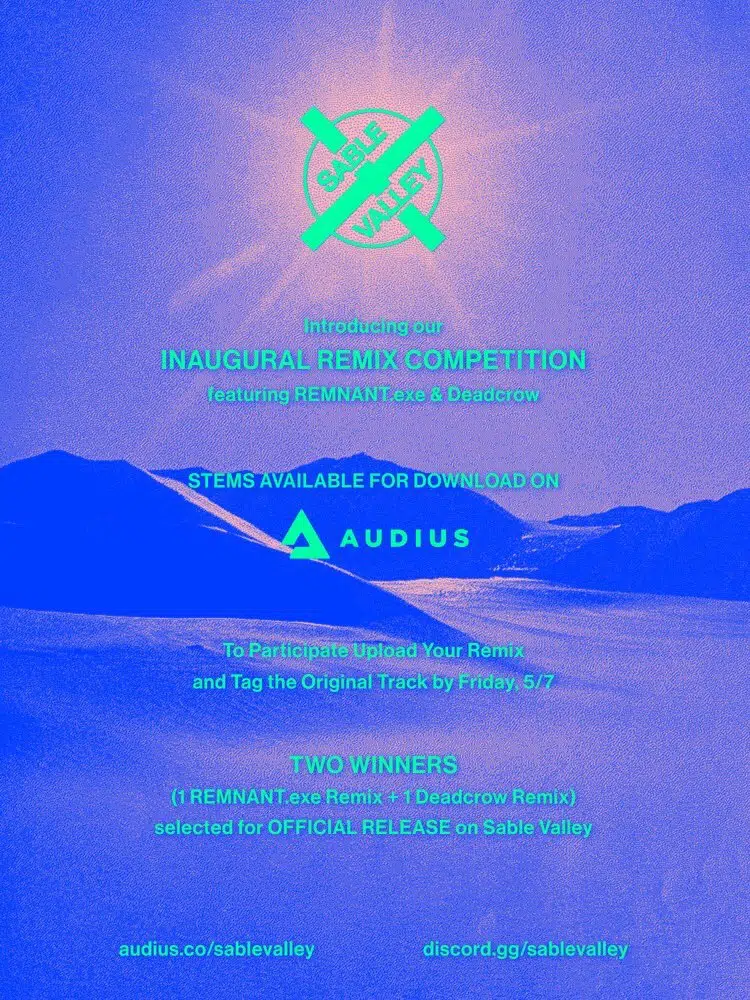 SABLE
VALLEY
Introducing our
INAUGURAL REMIX COMPETITION
featuring REMNANT.exe & Deadcrow
STEMS AVAILABLE FOR DOWNLOAD ON
AUDIUS
To Participate Upload Your Remix
and Tag the Original Track by Friday, 5/7
TWO WINNERS
(1 REMNANT.exe Remix + 1 Deadcrow Remix)
selected for OFFICIAL RELEASE on Sable Valley
audius.co/sablevalley discord.gg/sablevalley